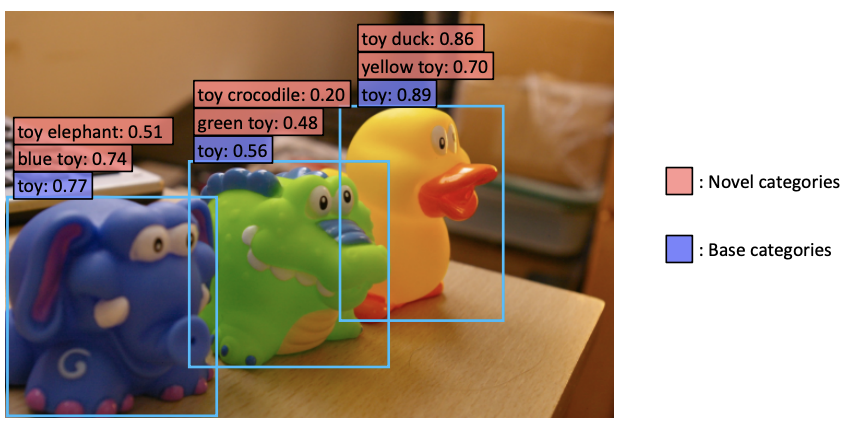 toy duck: 0.86
yellow toy: 0.70
toy: 0.89
toy crocodile: 0.20
green toy: 0.48
toy: 0.56
toy elephant: 0.51
blue toy: 0.74
toy: 0.77
: Novel categories
: Base categories
G